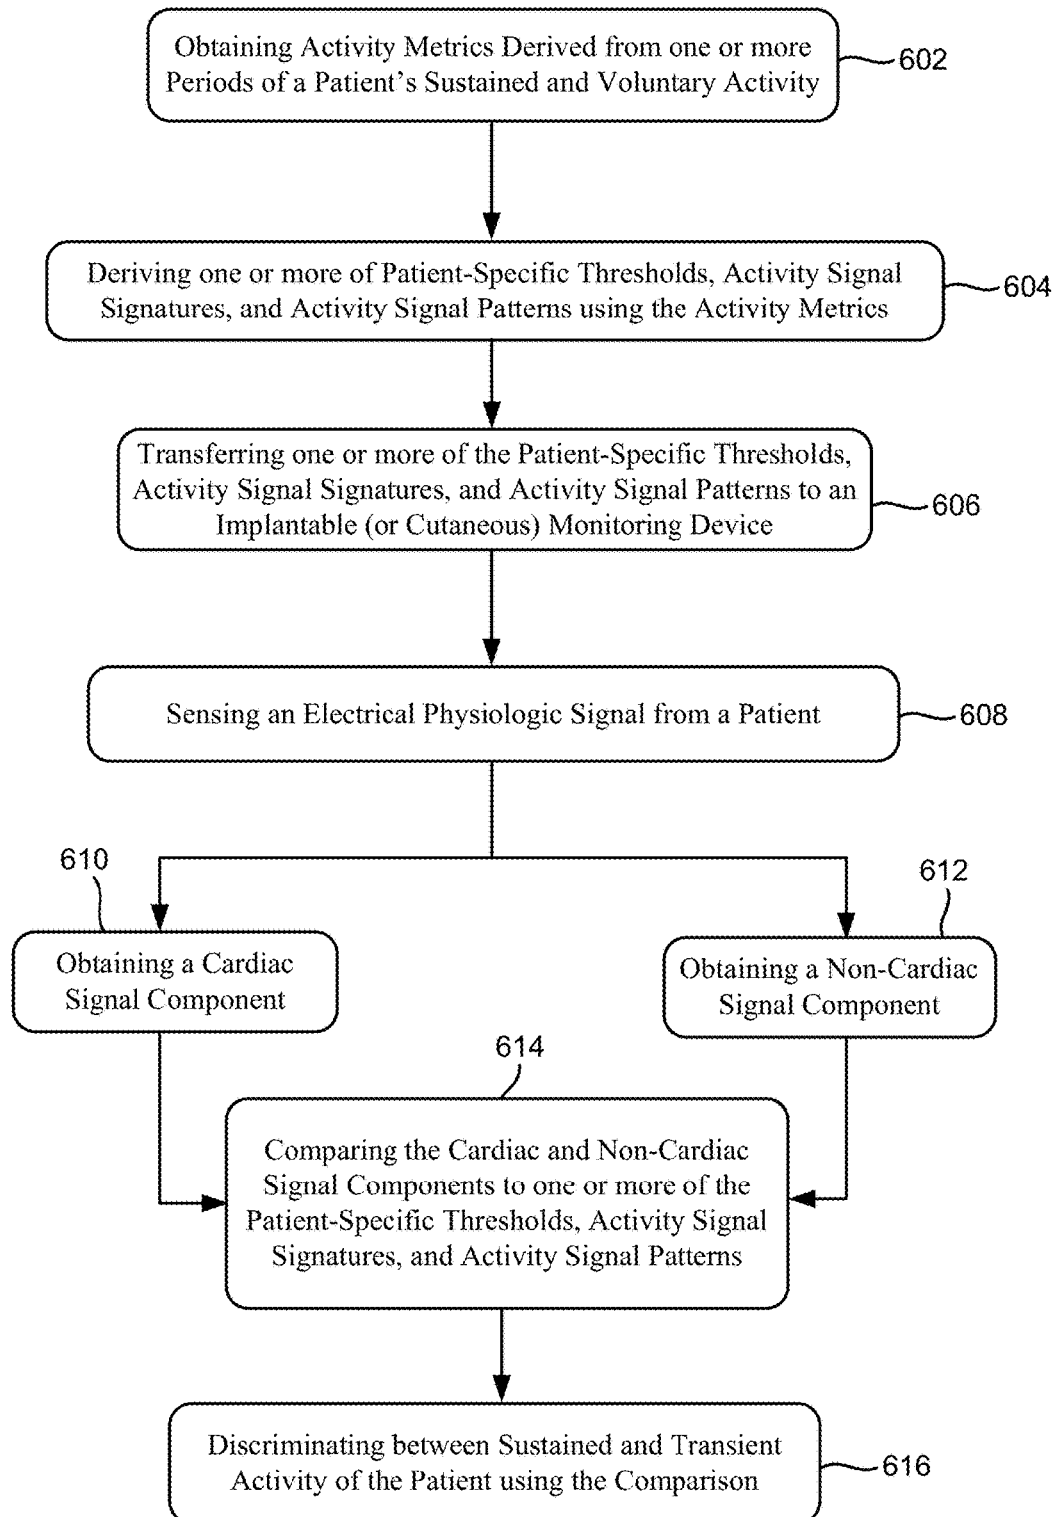 Obtaining Activity Metrics Derived from one or more
Periods of a Patient's Sustained and Voluntary Activity
602
Deriving one or more of Patient-Specific Thresholds, Activity Signal
Signatures, and Activity Signal Patterns using the Activity Metrics
604
Transferring one or more of the Patient-Specific Thresholds,
Activity Signal Signatures, and Activity Signal Patterns to an
Implantable (or Cutaneous) Monitoring Device
606
Sensing an Electrical Physiologic Signal from a Patient
608
610
Obtaining a Cardiac
Signal Component
612
Obtaining a Non-Cardiac
Signal Component
614
Comparing the Cardiac and Non-Cardiac
Signal Components to one or more of the
Patient-Specific Thresholds, Activity Signal
Signatures, and Activity Signal Patterns
Discriminating between Sustained and Transient
Activity of the Patient using the Comparison
616